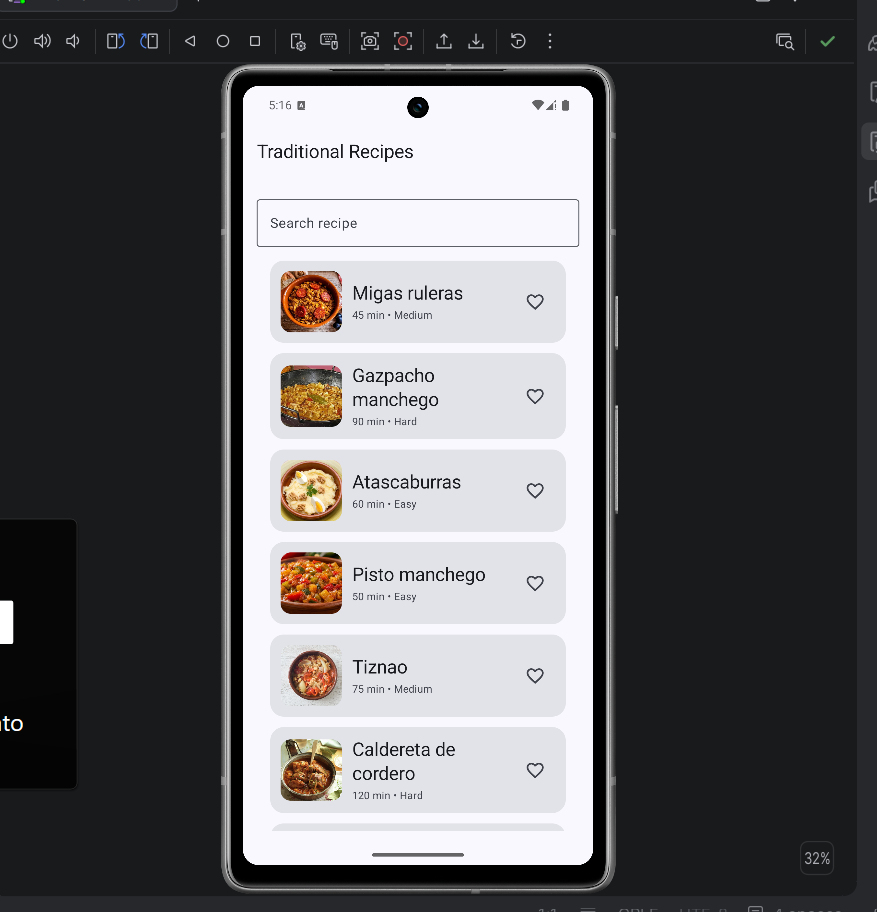 5:16
Traditional Recipes
Search recipe
Migas ruleras
45 min • Medium
Gazpacho
manchego
90 min • Hard
Atascaburras
60 min • Easy
Pisto manchego
50 min • Easy
Tiznao
75 min • Medium
Caldereta de
cordero
120 min • Hard
nto
32%